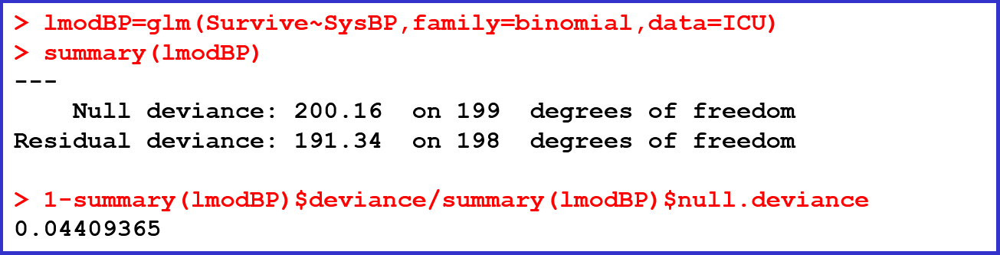 > lmodBP=glm(Survive~SysBP,family=binomial,data=ICU)
> summary(lmodBP)
---
    Null deviance: 200.16  on 199  degrees of freedom
Residual deviance: 191.34  on 198  degrees of freedom
> 1-summary(lmodBP)$deviance/summary(lmodBP)$null.deviance
0.04409365